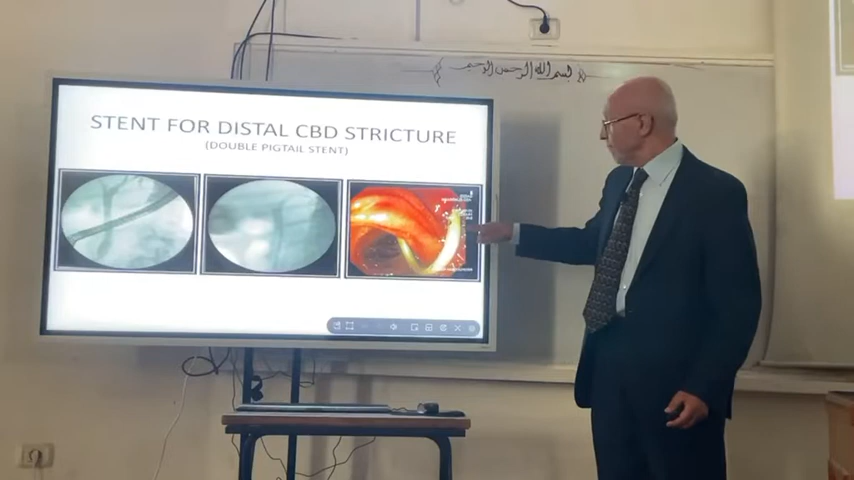 بسم الله الرحمن الرحيم
STENT FOR DISTAL CBD STRICTURE
(DOUBLE PIGTAIL STENT)